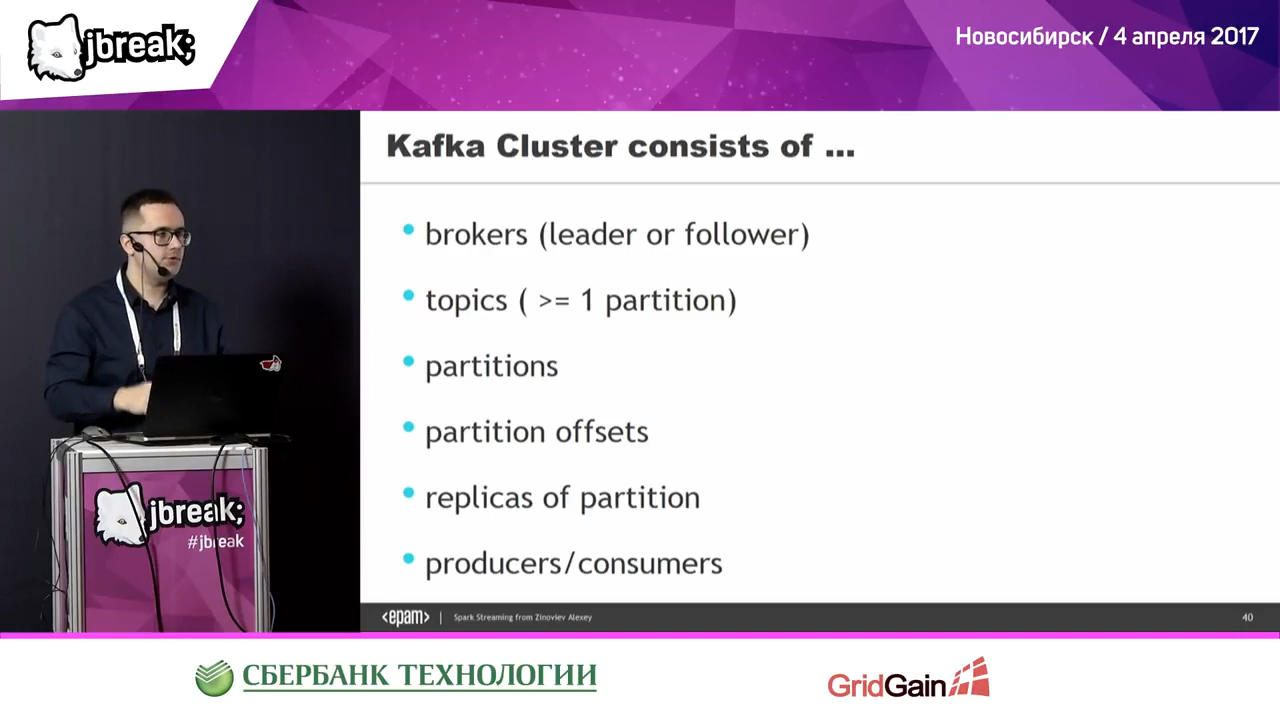 jbreak;
Новосибирск / 4 апреля 2017
Kafka Cluster consists of ...
brokers (leader or follower)
topics ( >= 1 partition)
partitions
partition offsets
replicas of partition
producers/consumers
jbreak;
#jbreak
<epam> | Spark Streaming from Zinoviev Alexey 40
СБЕРБАНК ТЕХНОЛОГИИ
GridGain